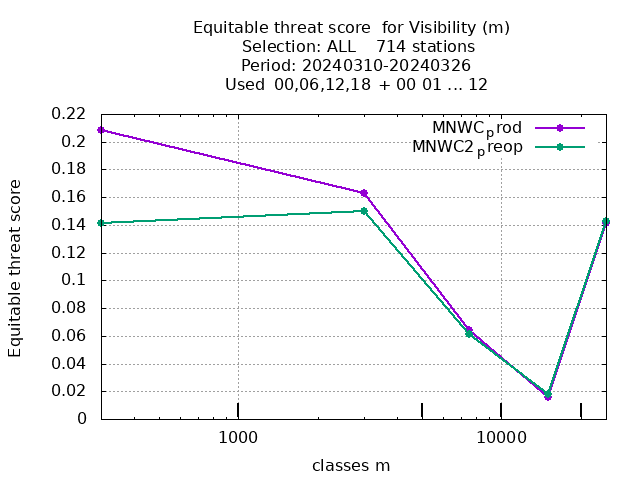 Equitable threat score for Visibility (m)
Selection: ALL 714 stations
Period: 20240310-20240326
Used 00,06,12,18 + 00 01 ... 12
MNWCprod
MNWC2preop
0.22
0.2
0.18
0.16
0.14
0.12
0.1
0.08
0.06
0.04
0.02
0
Equitable threat score
1000
10000
classes m